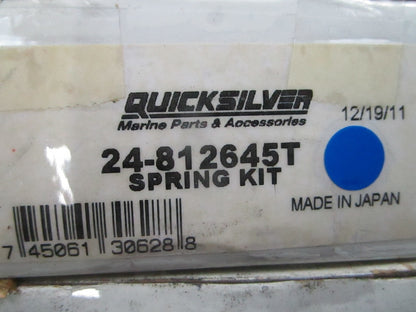 QUICKSILVER
Marine Parts & Accessories
12/19/11
24-812645T
SPRING KIT
MADE IN JAPAN
7 45061 30628 8